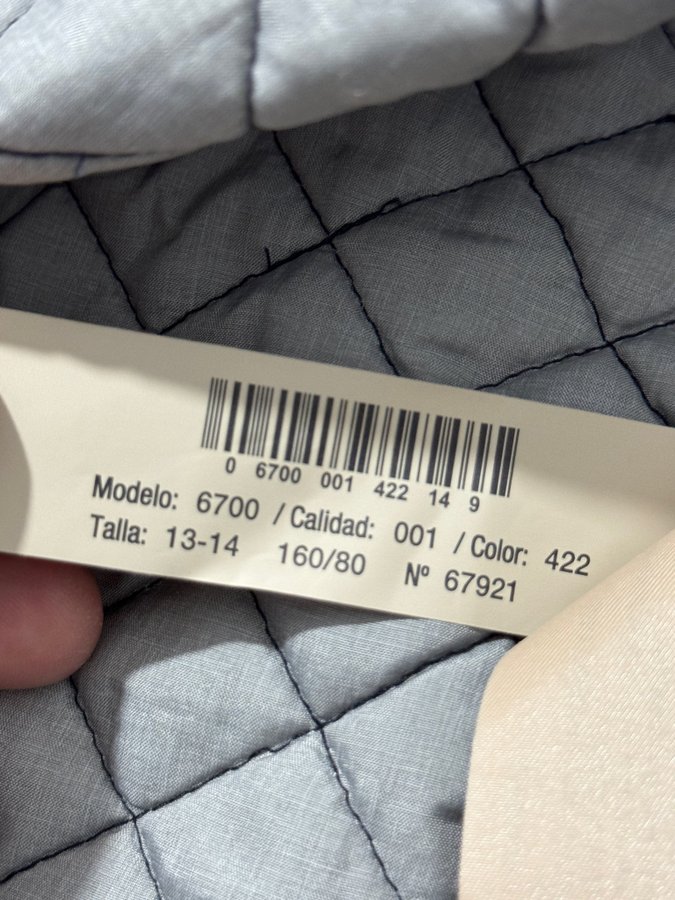 0 6700 001 422 14 9
Modelo: 6700 / Calidad: 001 / Color: 422
Talla: 13-14 160/80 Nº 67921